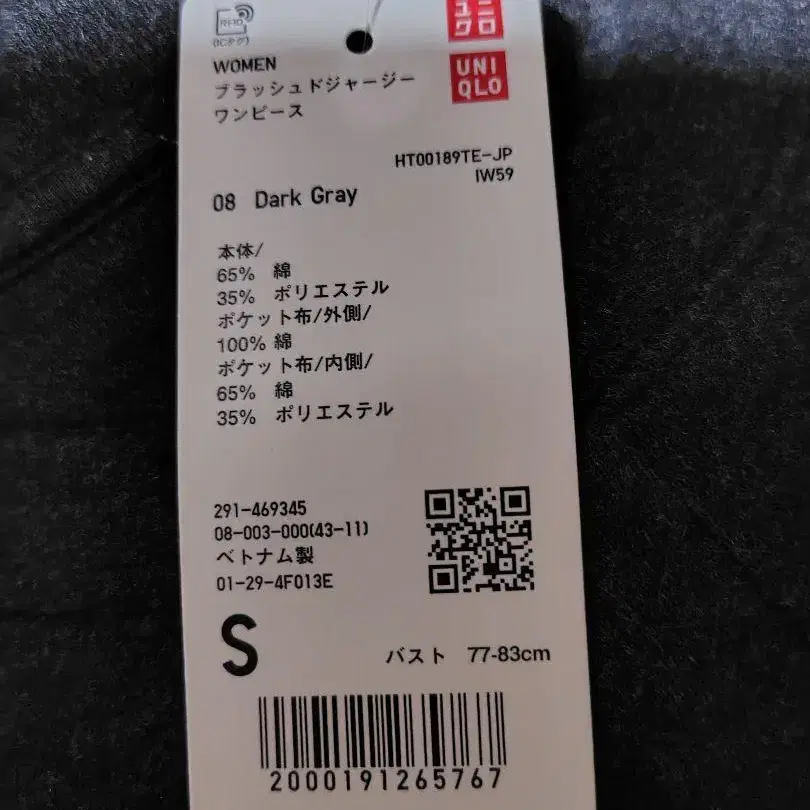 RFID
(ICタグ)
ユニ
クロ
WOMEN
UNI
QLO
ブラッシュドジャージー
ワンピース
HT00189TE-JP
IW59
08 Dark Gray
本体/
65% 綿
35% ポリエステル
ポケット布/外側/
100% 綿
ポケット布/内側/
65% 綿
35% ポリエステル
291-469345
08-003-000(43-11)
ベトナム製
01-29-4F013E
S
バスト 77-83cm
2000191265767